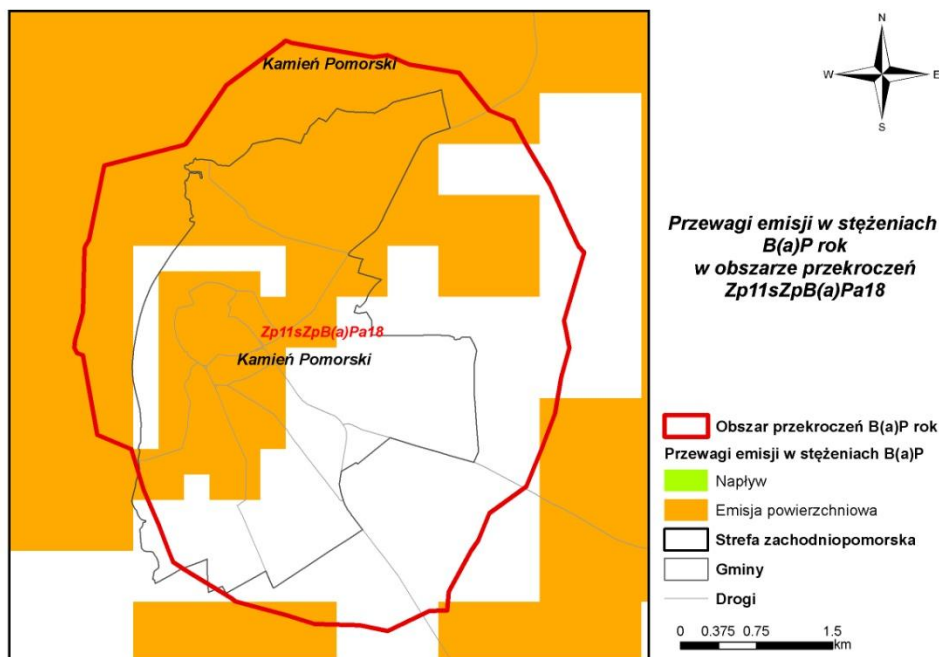 Kamień Pomorski
Zp11sZpB(a)Pa18
Kamień Pomorski
N
W
E
S
Przewagi emisji w stężeniach
B(a)P rok
w obszarze przekroczeń
Zp11sZpB(a)Pa18
Obszar przekroczeń B(a)P rok
Przewagi emisji w stężeniach B(a)P
Napływ
Emisja powierzchniowa
Strefa zachodniopomorska
Gminy
Drogi
0 0.375 0.75 1.5
km